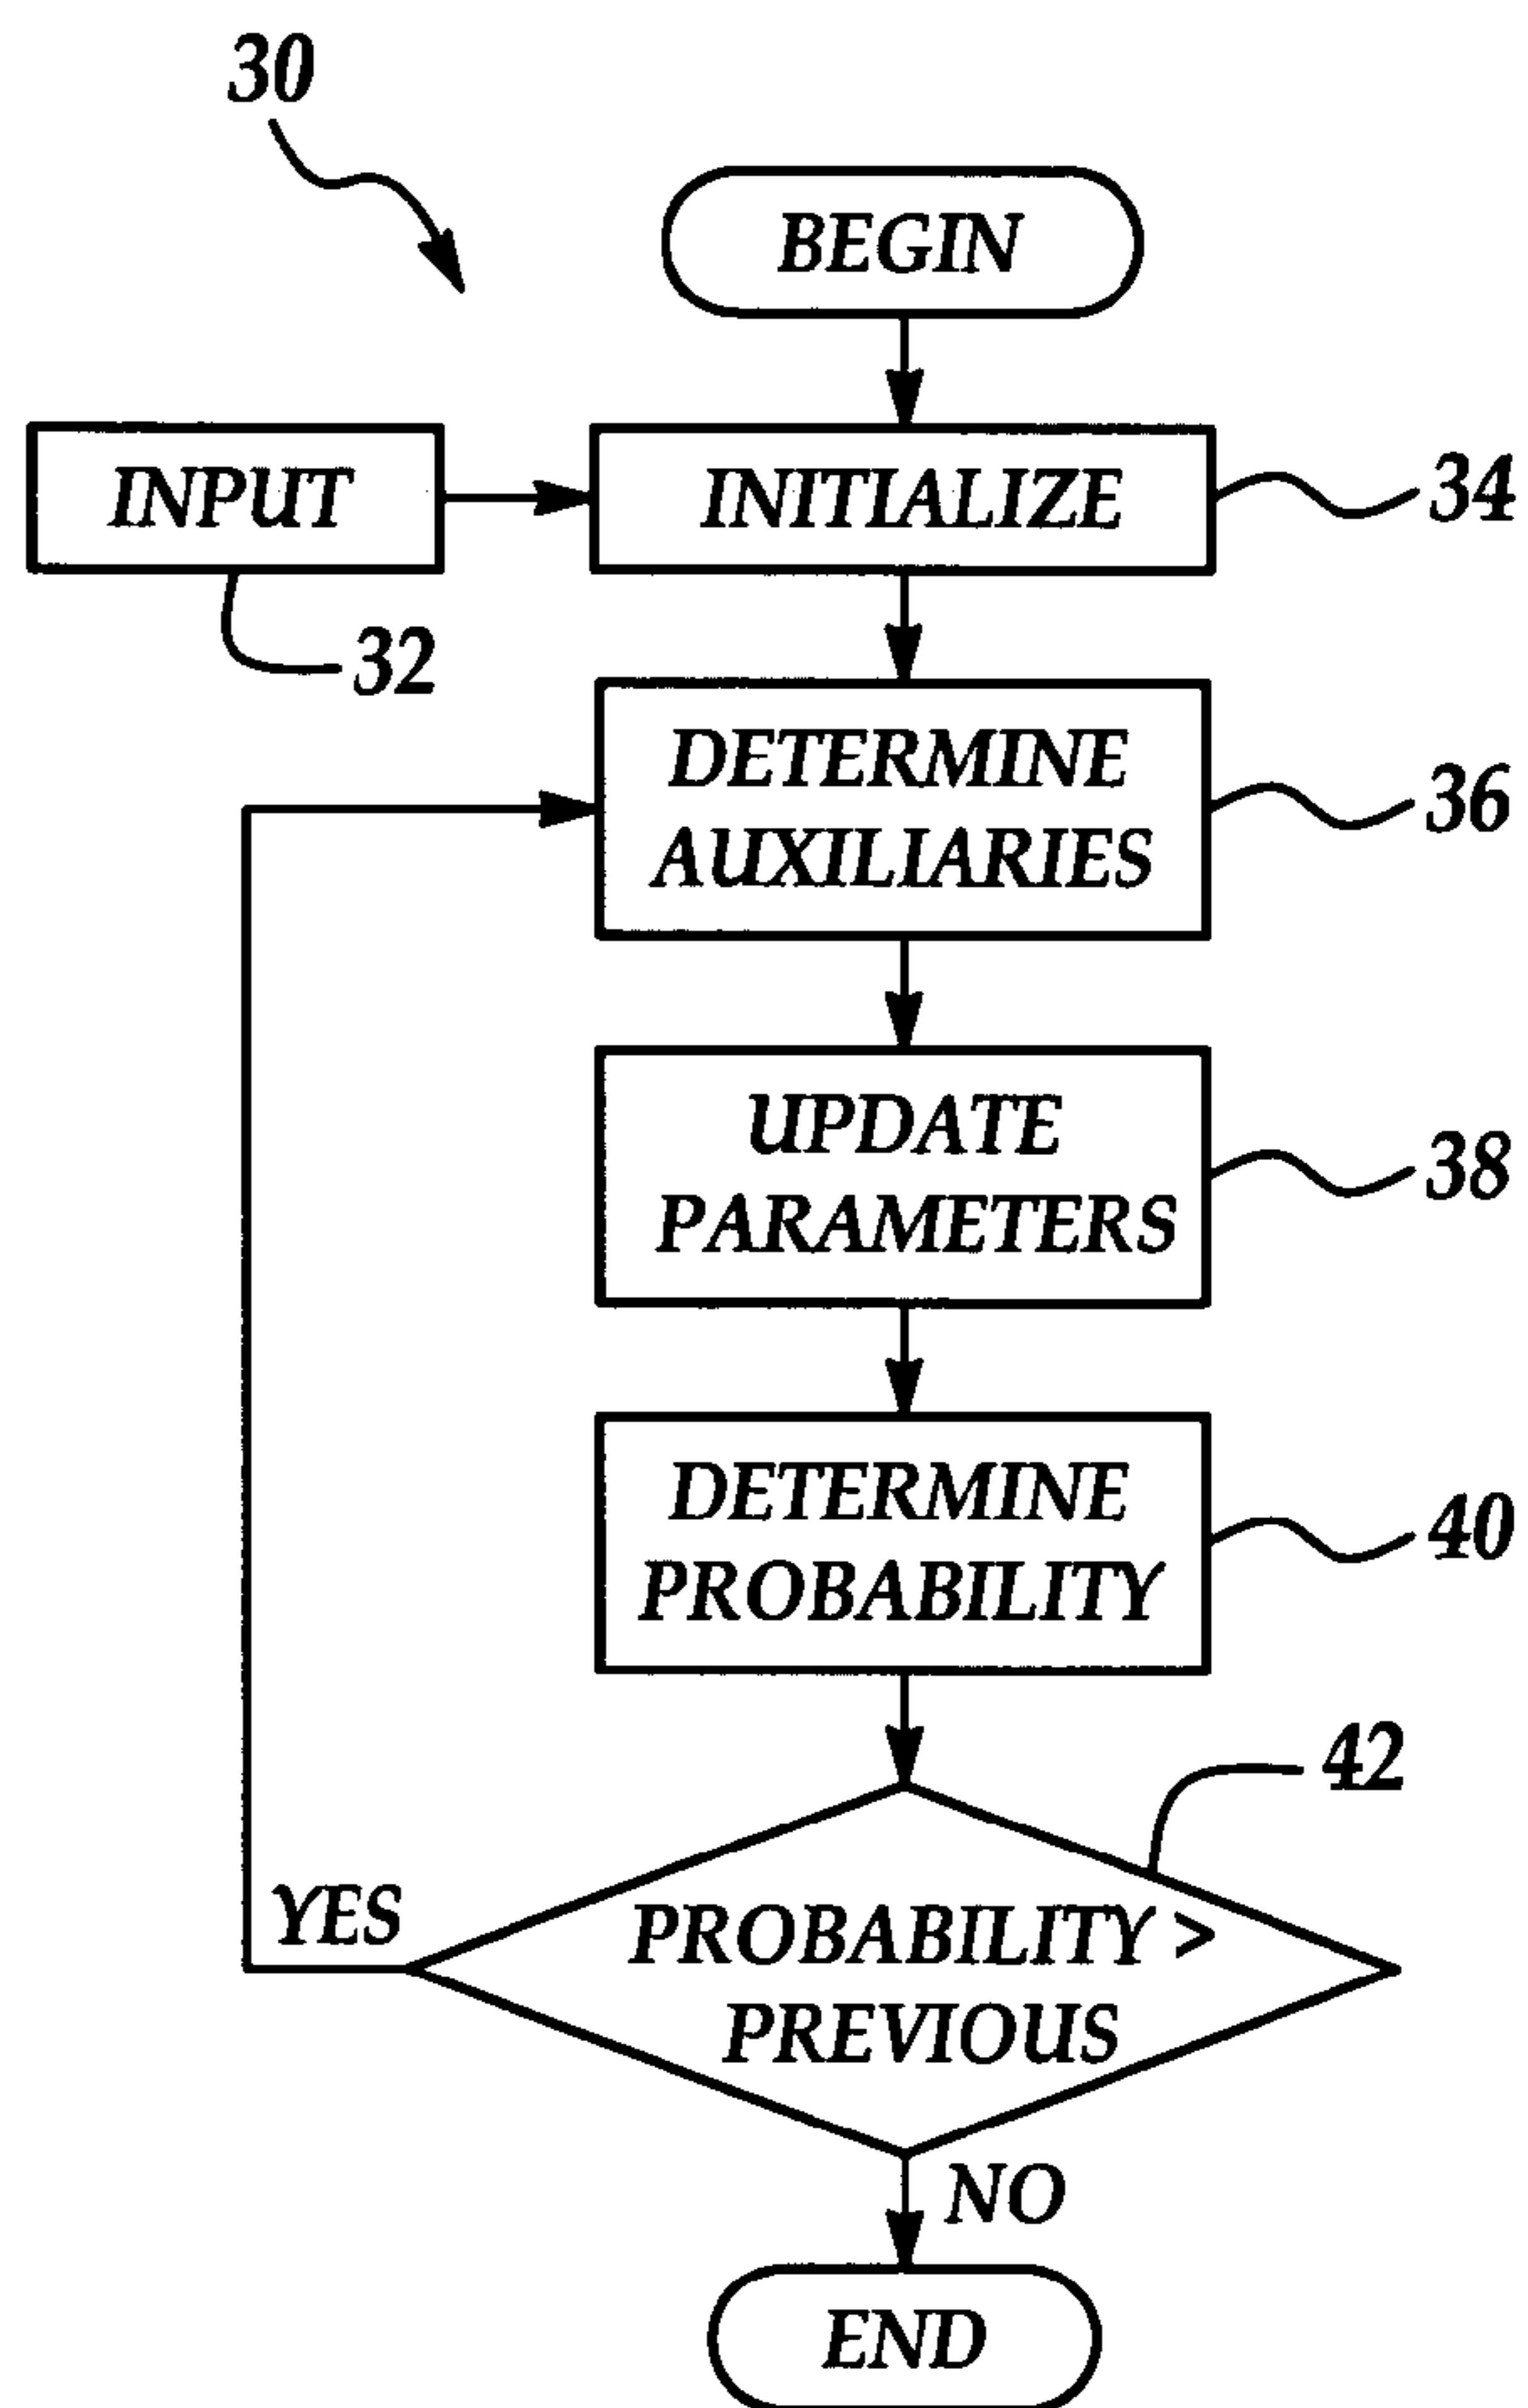 30
BEGIN
INPUT
INITIALIZE
34
32
DETERMINE
AUXILIARIES
36
UPDATE
PARAMETERS
38
DETERMINE
PROBABILITY
40
42
YES
PROBABILITY >
PREVIOUS
NO
END